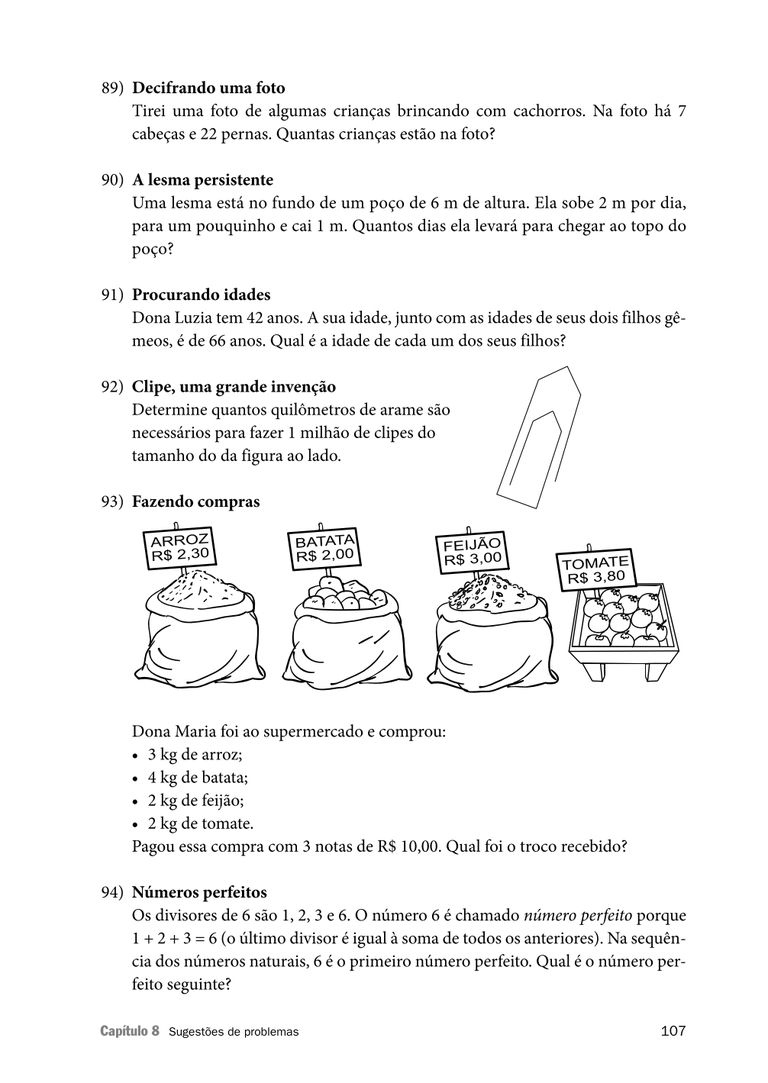 89) Decifrando uma foto
Tirei uma foto de algumas crianças brincando com cachorros. Na foto há 7
cabeças e 22 pernas. Quantas crianças estão na foto?
90) A lesma persistente
Uma lesma está no fundo de um poço de 6 m de altura. Ela sobe 2 m por dia,
para um pouquinho e cai 1 m. Quantos dias ela levará para chegar ao topo do
poço?
91) Procurando idades
Dona Luzia tem 42 anos. A sua idade, junto com as idades de seus dois filhos gê-
meos, é de 66 anos. Qual é a idade de cada um dos seus filhos?
92) Clipe, uma grande invenção
Determine quantos quilômetros de arame são
necessários para fazer 1 milhão de clipes do
tamanho do da figura ao lado.
93) Fazendo compras
ARROZ
R$ 2,30
BATATA
R$ 2,00
FEIJÃO
R$ 3,00
TOMATE
R$ 3,80
Dona Maria foi ao supermercado e comprou:
• 3 kg de arroz;
• 4 kg de batata;
• 2 kg de feijão;
• 2 kg de tomate.
Pagou essa compra com 3 notas de R$ 10,00. Qual foi o troco recebido?
94) Números perfeitos
Os divisores de 6 são 1, 2, 3 e 6. O número 6 é chamado número perfeito porque
1 + 2 + 3 = 6 (o último divisor é igual à soma de todos os anteriores). Na sequên-
cia dos números naturais, 6 é o primeiro número perfeito. Qual é o número per-
feito seguinte?
Capítulo 8 Sugestões de problemas 107